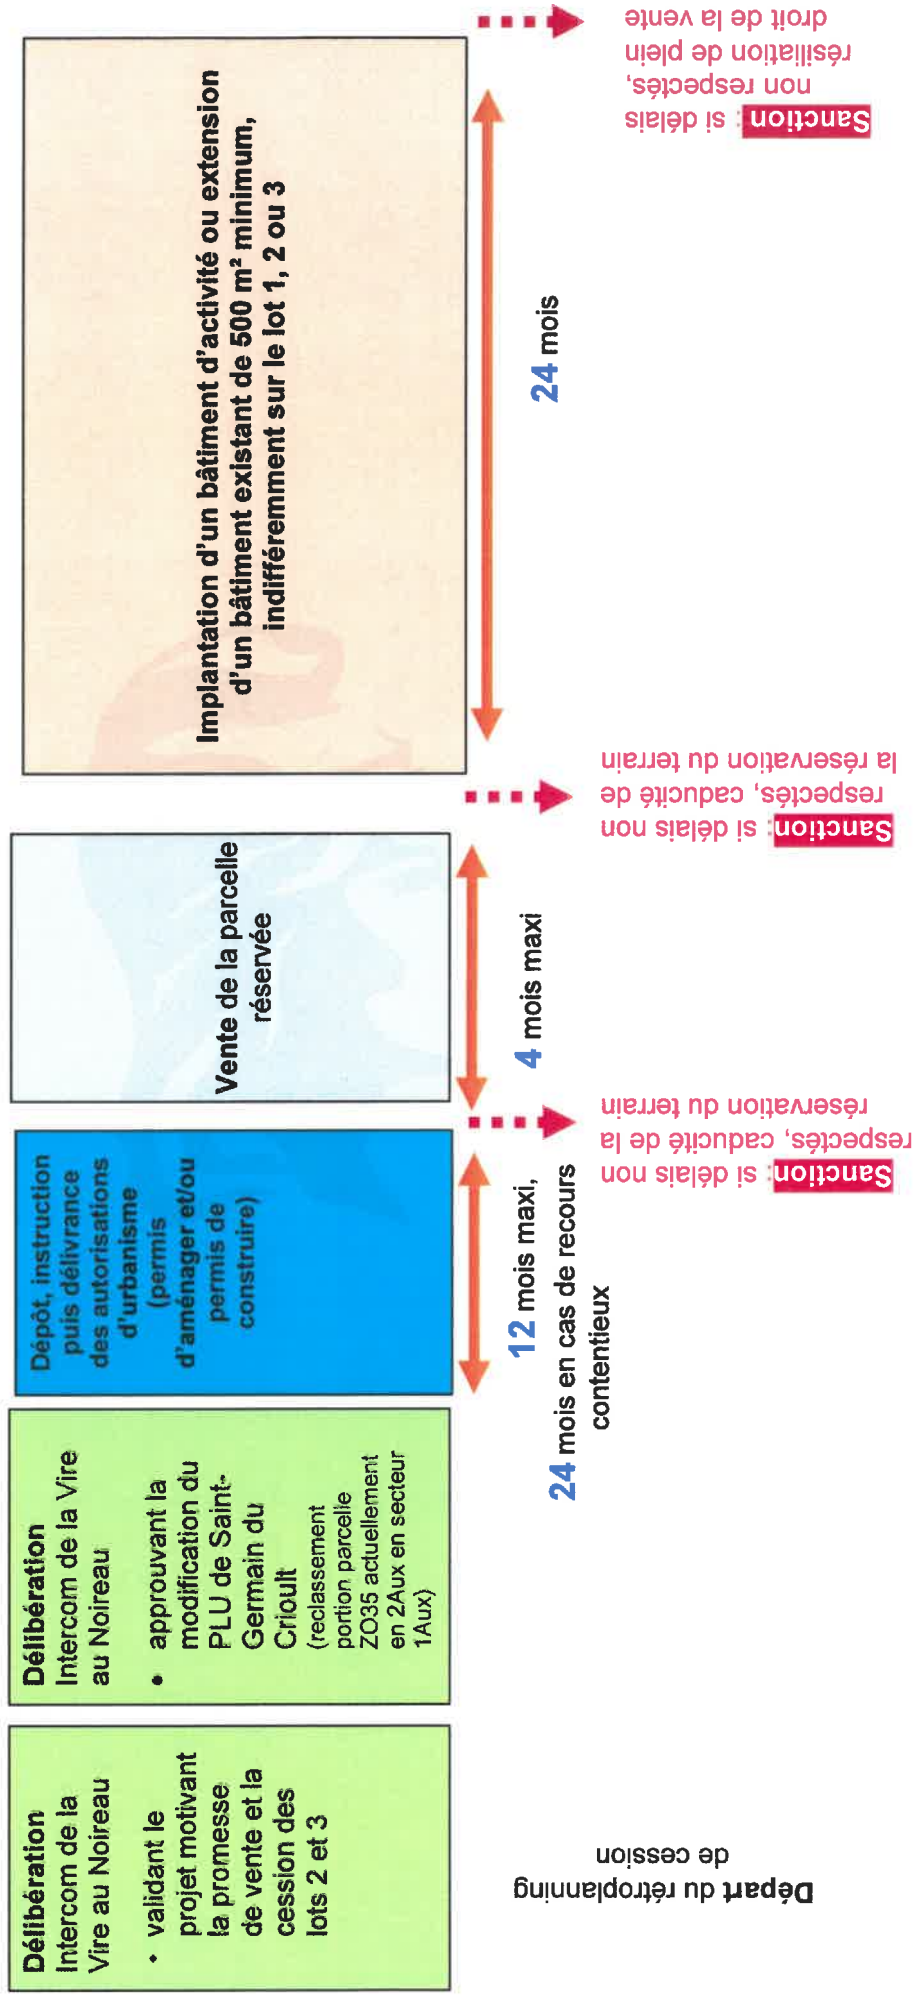 Délibération
Intercom de la
Vire au Noireau
• validant le
projet motivant
la promesse
de vente et la
cession des
lots 2 et 3
Délibération
Intercom de la Vire
au Noireau
• approuvant la
modification du
PLU de Saint-
Germain du
Crioult
(reclassement
portion parcelle
ZO35 actuellement
en 2Aux en secteur
1Aux)
Dépôt, instruction
puis délivrance
des autorisations
d'urbanisme
(permis
d'aménager et/ou
permis de
construire)
Vente de la parcelle
réservée
Implantation d'un bâtiment d'activité ou extension
d'un bâtiment existant de 500 m² minimum,
indifféremment sur le lot 1, 2 ou 3
12 mois maxi,
24 mois en cas de recours
contentieux
4 mois maxi
24 mois
Départ du rétroplanning
de cession
Sanction : si délais non
respectés, caducité de la
réservation du terrain
Sanction : si délais non
respectés, caducité de
la réservation du terrain
Sanction : si délais
non respectés,
résiliation de plein
droit de la vente